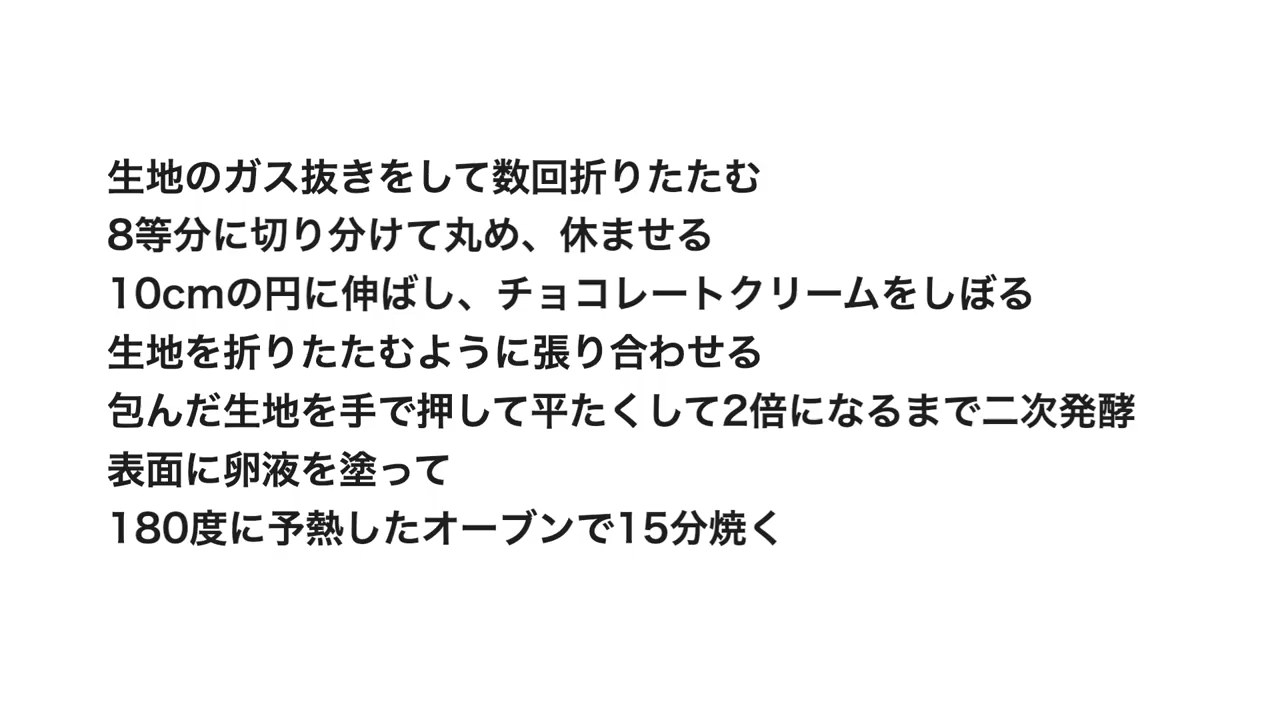 生地のガス抜きをして数回折りたたむ
8等分に切り分けて丸め、休ませる
10cmの円に伸ばし、チョコレートクリームをしぼる
生地を折りたたむように張り合わせる
包んだ生地を手で押して平たくして2倍になるまで二次発酵
表面に卵液を塗って
180度に予熱したオーブンで15分焼く